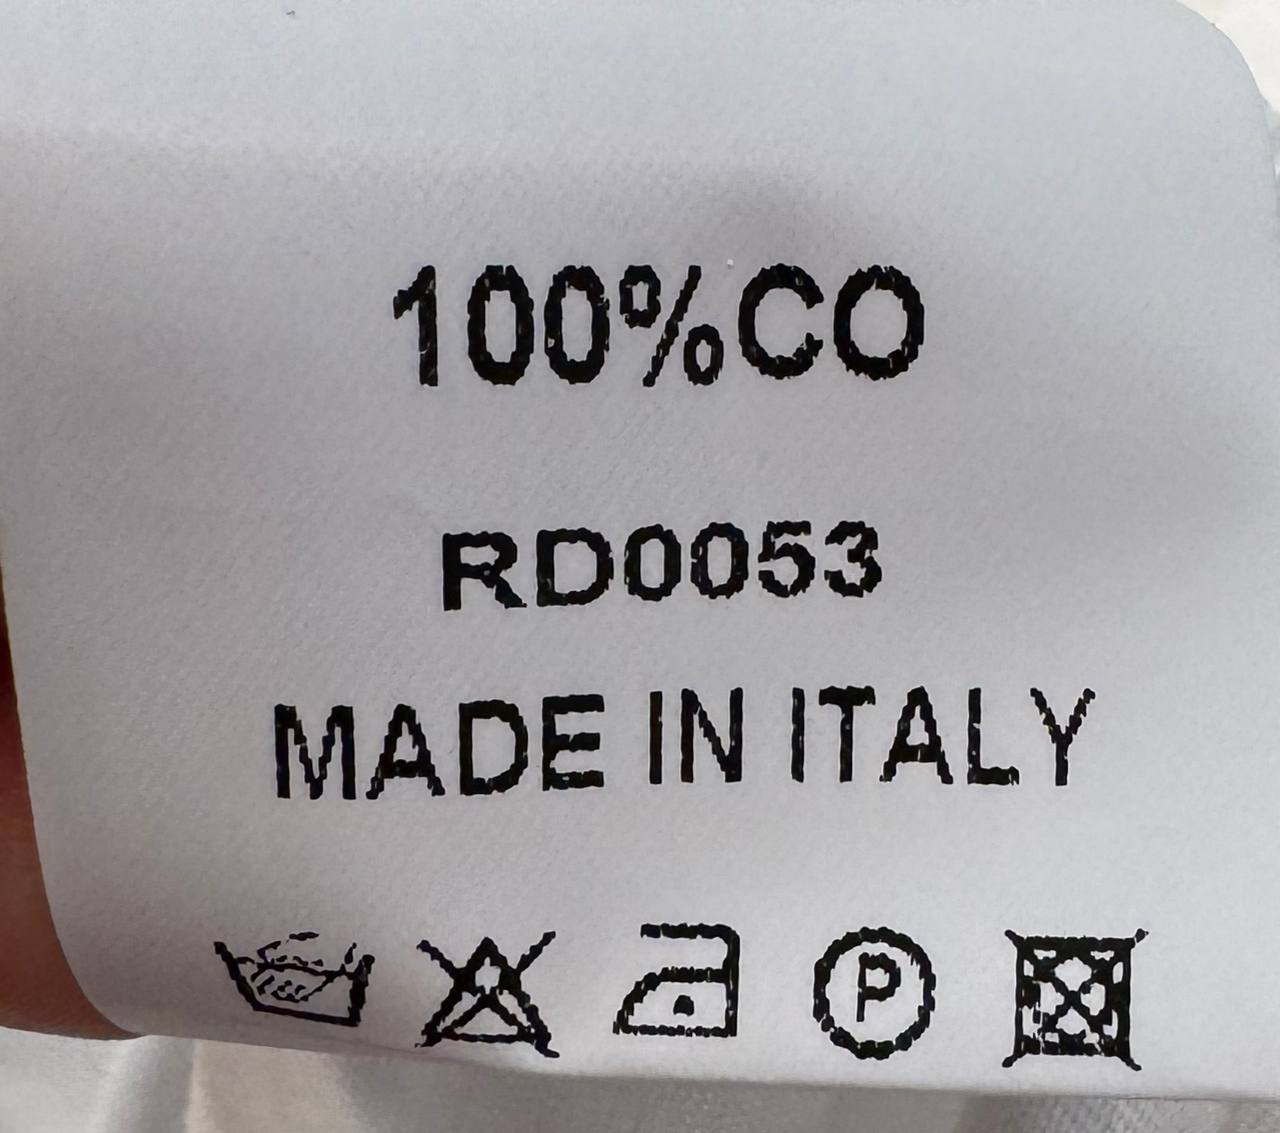 100%CO
RD0053
MADE IN ITALY
P